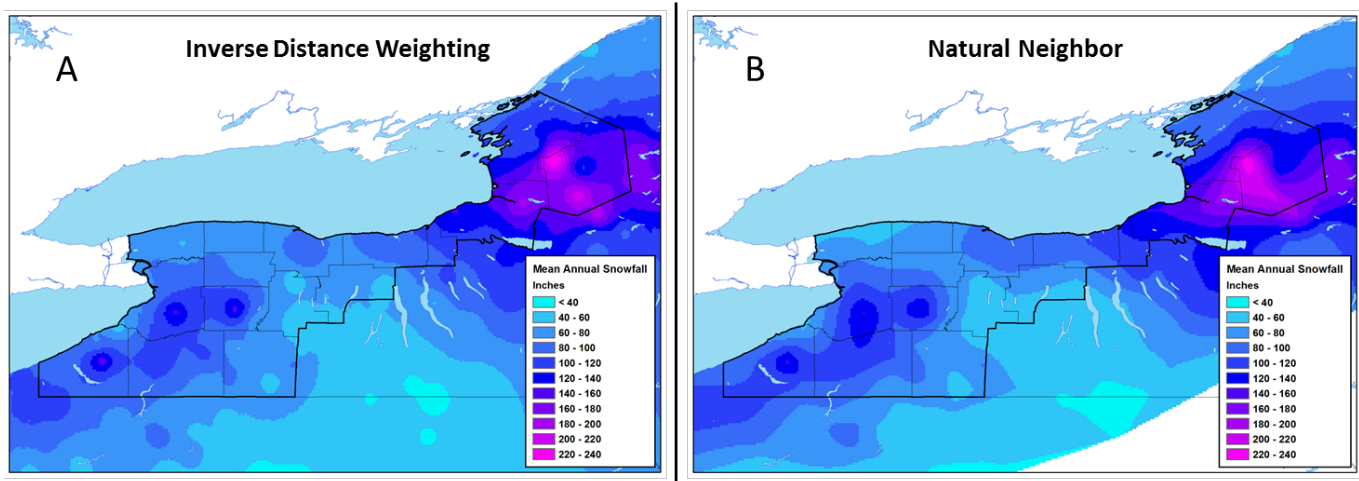 A
Inverse Distance Weighting
Mean Annual Snowfall
Inches
< 40
40 - 60
60 - 80
80 - 100
100 - 120
120 - 140
140 - 160
160 - 180
180 - 200
200 - 220
220 - 240
B
Natural Neighbor
Mean Annual Snowfall
Inches
< 40
40 - 60
60 - 80
80 - 100
100 - 120
120 - 140
140 - 160
160 - 180
180 - 200
200 - 220
220 - 240